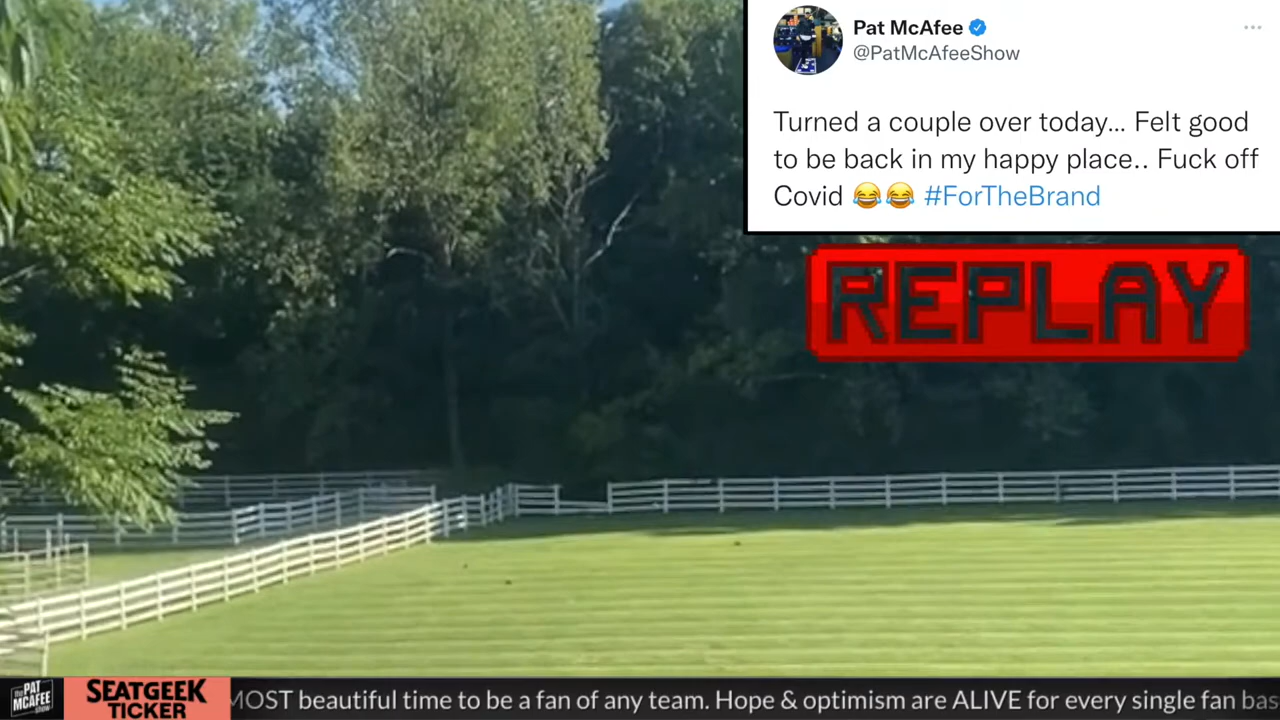 Pat McAfee
@PatMcAfeeShow
Turned a couple over today... Felt good
to be back in my happy place.. Fuck off
Covid 😂😂 #ForTheBrand
REPLAY
the PAT
MCAFEE
Show
SEATGEEK
TICKER
MOST beautiful time to be a fan of any team. Hope & optimism are ALIVE for every single fan bas